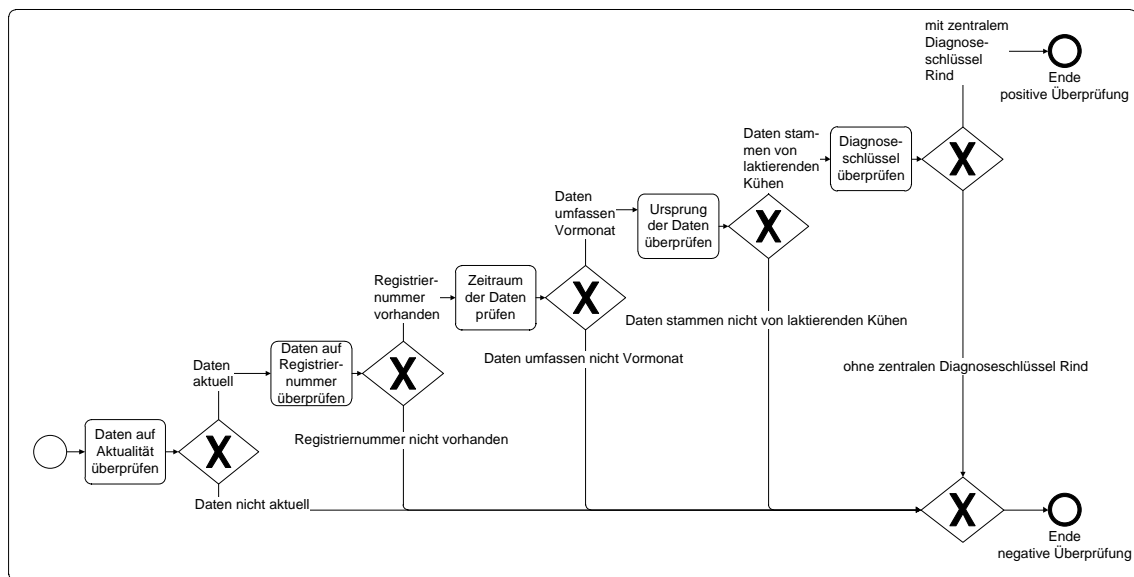 mit zentralem
Diagnose-
schlüssel
Rind
Ende
positive Überprüfung
Daten stam-
men von
laktierenden
Kühen
Diagnose-
schlüssel
überprüfen
X
Daten
umfassen
Vormonat
Ursprung
der Daten
überprüfen
X
Registrier-
nummer
vorhanden
Zeitraum
der Daten
prüfen
X
Daten stammen nicht von laktierenden Kühen
Daten umfassen nicht Vormonat
ohne zentralen Diagnoseschlüssel Rind
Daten
aktuell
Daten auf
Registrier-
nummer
überprüfen
X
Registriernummer nicht vorhanden
Daten auf
Aktualität
überprüfen
X
Daten nicht aktuell
X
Ende
negative Überprüfung